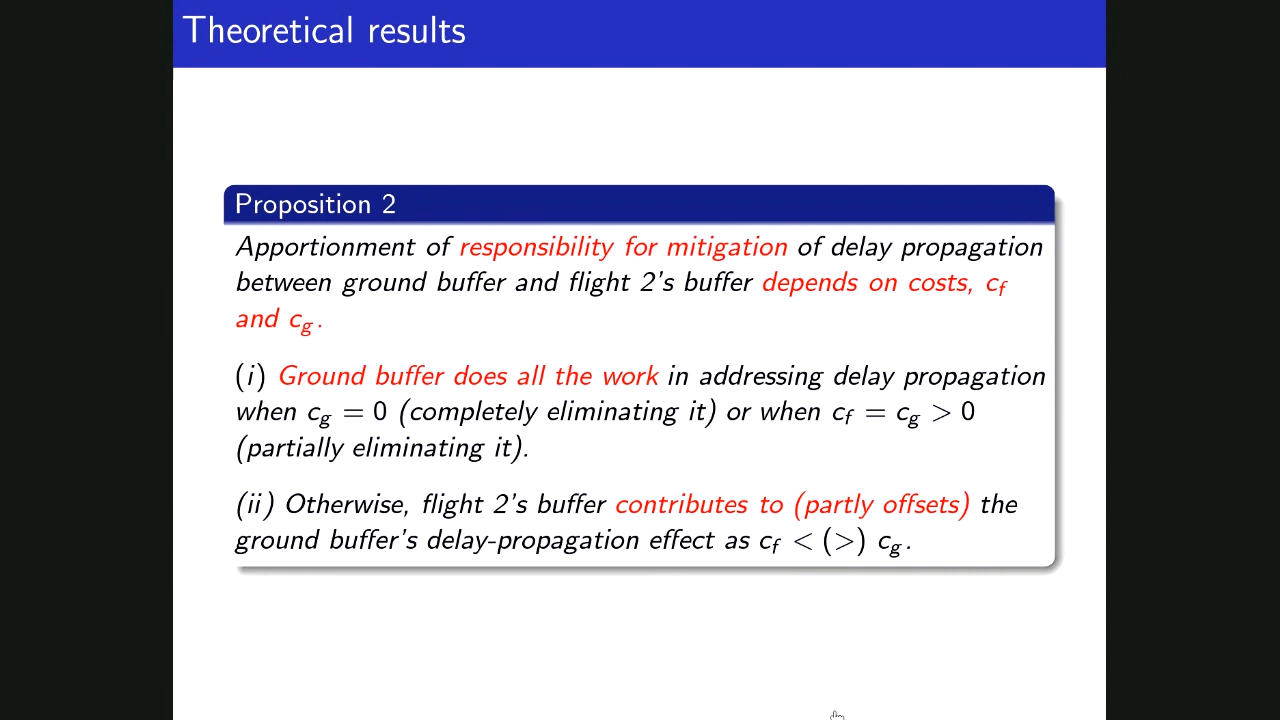 Theoretical results
Proposition 2
Apportionment of responsibility for mitigation of delay propagation
between ground buffer and flight 2's buffer depends on costs, c_f
and c_g.
(i) Ground buffer does all the work in addressing delay propagation
when c_g = 0 (completely eliminating it) or when c_f = c_g > 0
(partially eliminating it).
(ii) Otherwise, flight 2's buffer contributes to (partly offsets) the
ground buffer's delay-propagation effect as c_f < (>) c_g.